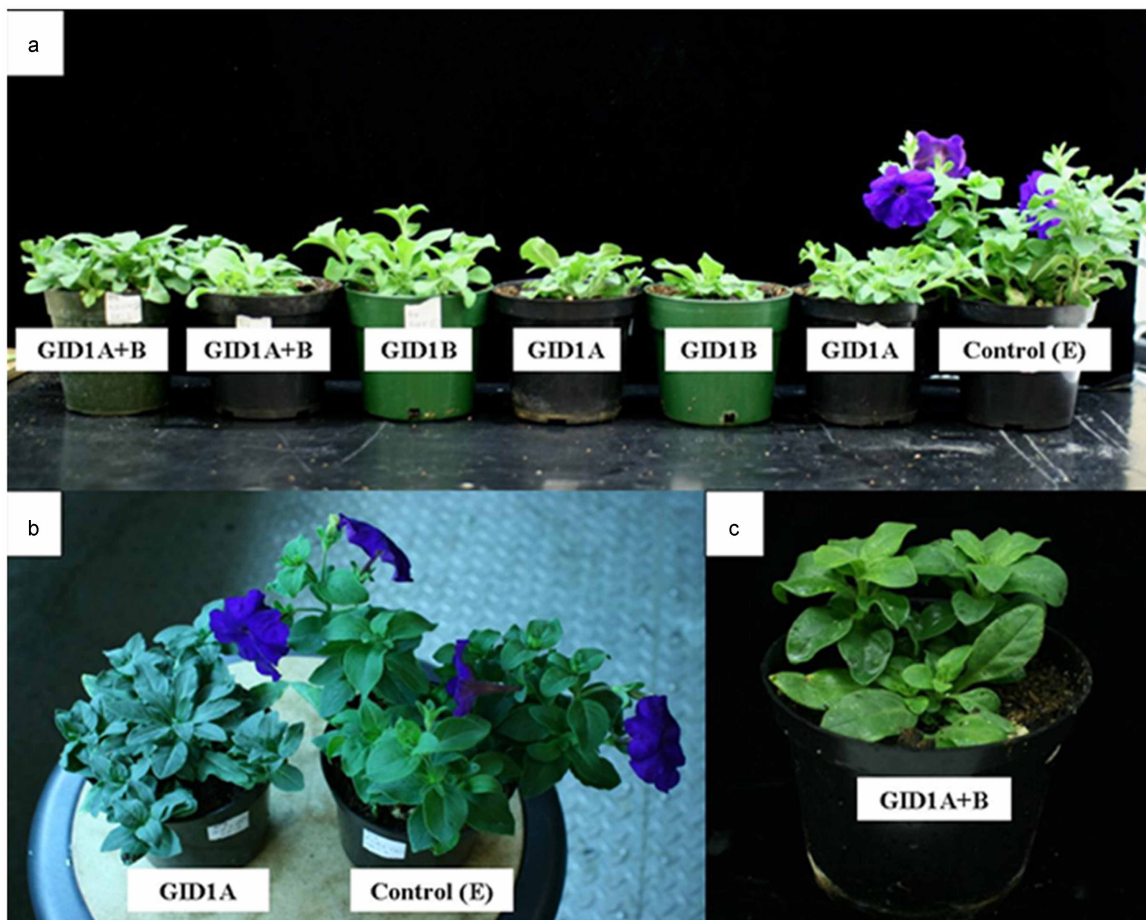 a
GID1A+B
GID1A+B
GID1B
GID1A
GID1B
GID1A
Control (E)
b
GID1A
Control (E)
c
GID1A+B